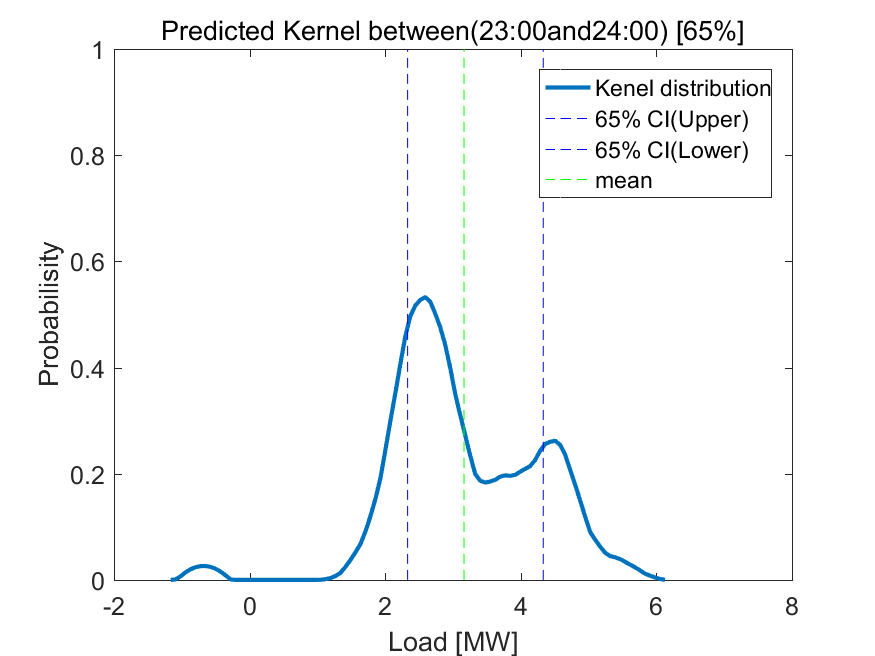 Predicted Kernel between(23:00and24:00) [65%]
1
0.8
0.6
0.4
0.2
0
Probabilisity
Kenel distribution
65% CI(Upper)
65% CI(Lower)
mean
-2 0 2 4 6 8
Load [MW]